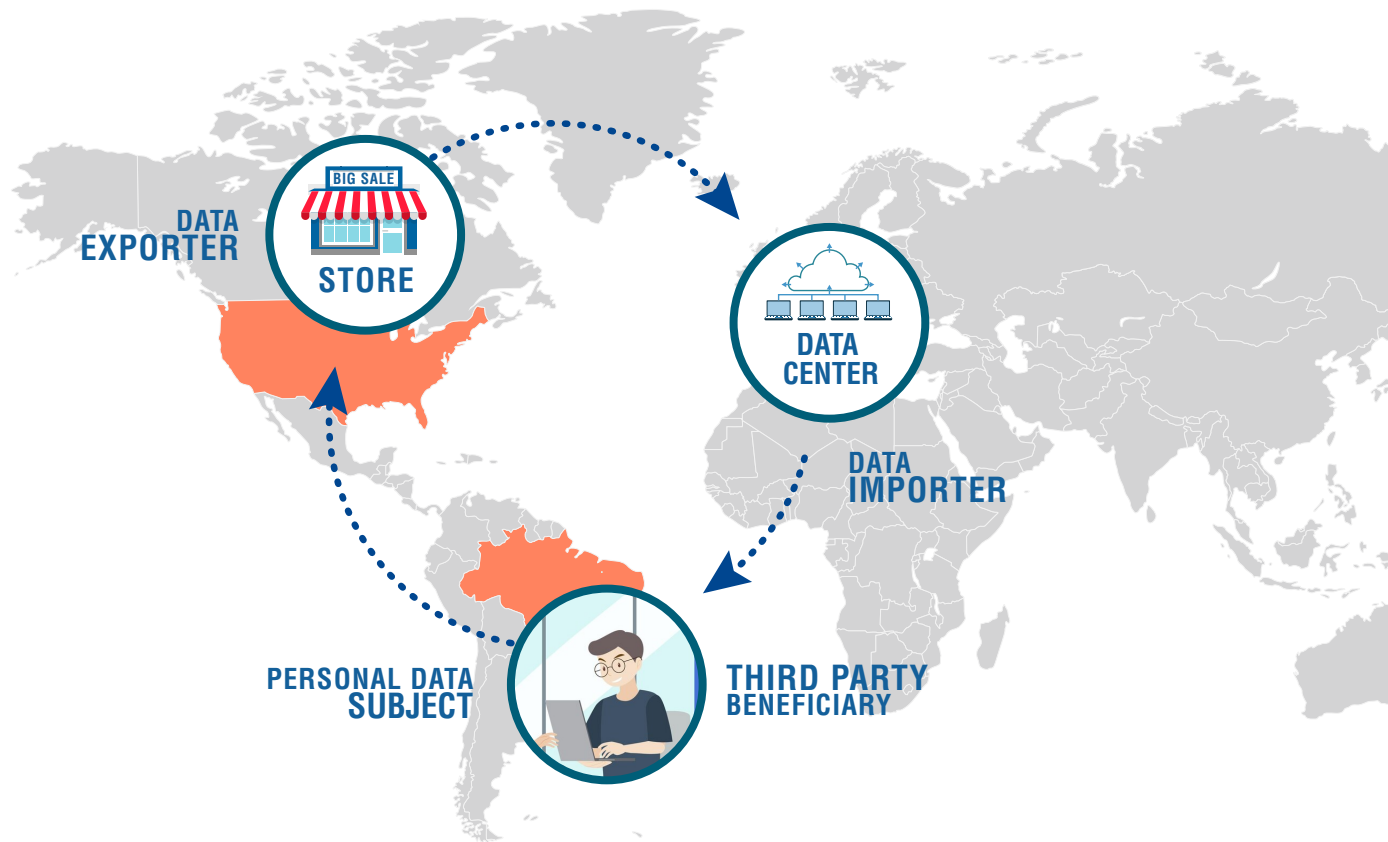 BIG SALE
STORE
DATA
EXPORTER
DATA
CENTER
DATA
IMPORTER
PERSONAL DATA
SUBJECT
THIRD PARTY
BENEFICIARY